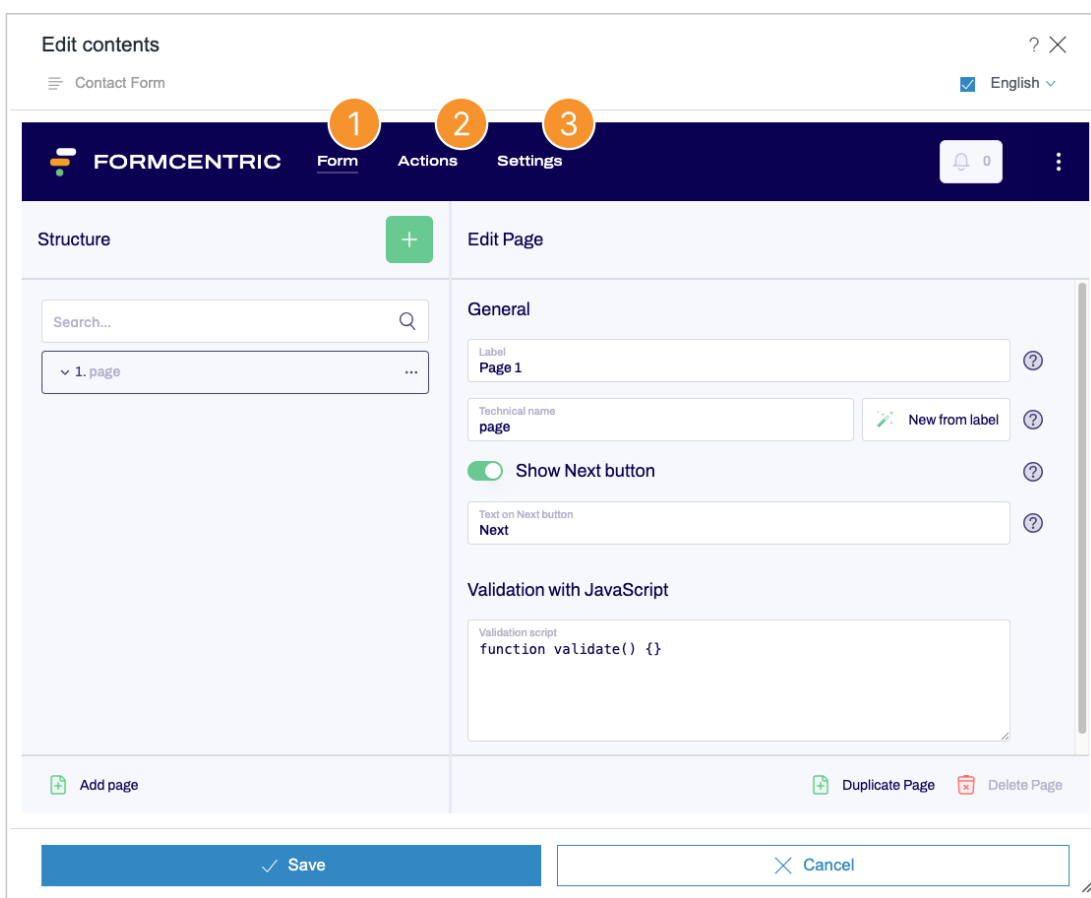 Edit contents
?
Contact Form
English
1 2 3
FORMCENTRIC Form Actions Settings 0
Structure
+
Edit Page
General
Search...
1. page ...
Label
Page 1
?
Technical name
page
New from label
?
Show Next button
?
Text on Next button
Next
?
Validation with JavaScript
Validation script
function validate() {}
Add page
Duplicate Page
Delete Page
Save
Cancel